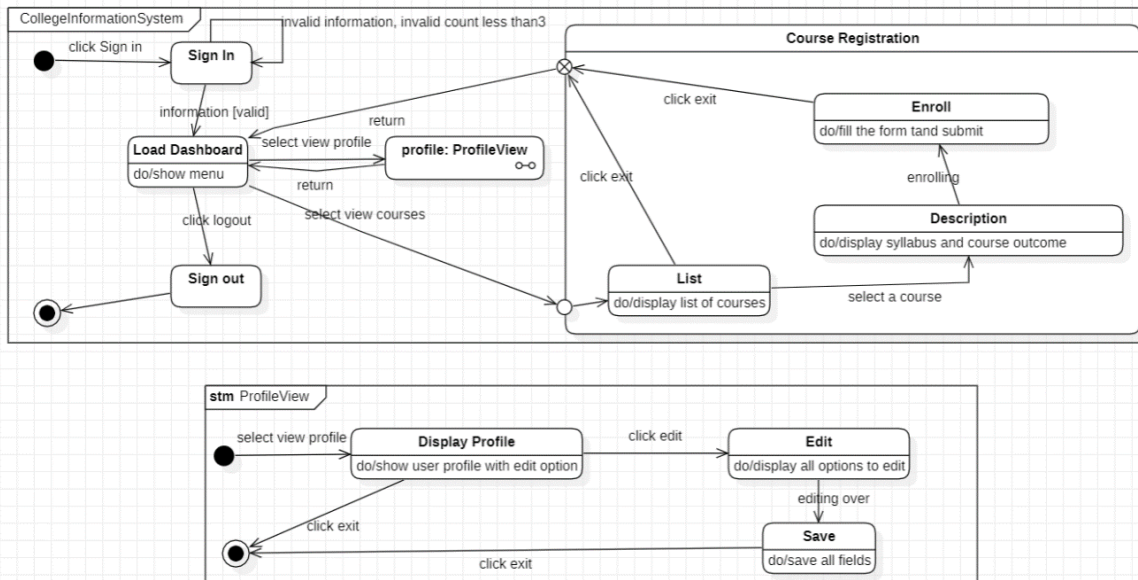 CollegeInformationSystem
invalid information, invalid count less than3
click Sign in
Sign In
Course Registration
click exit
Enroll
do/fill the form tand submit
information [valid]
return
Load Dashboard
do/show menu
select view profile
profile: ProfileView
return
click exit
enrolling
click logout
select view courses
Description
do/display syllabus and course outcome
Sign out
List
do/display list of courses
select a course
stm ProfileView
select view profile
Display Profile
do/show user profile with edit option
click edit
Edit
do/display all options to edit
editing over
click exit
Save
do/save all fields
click exit